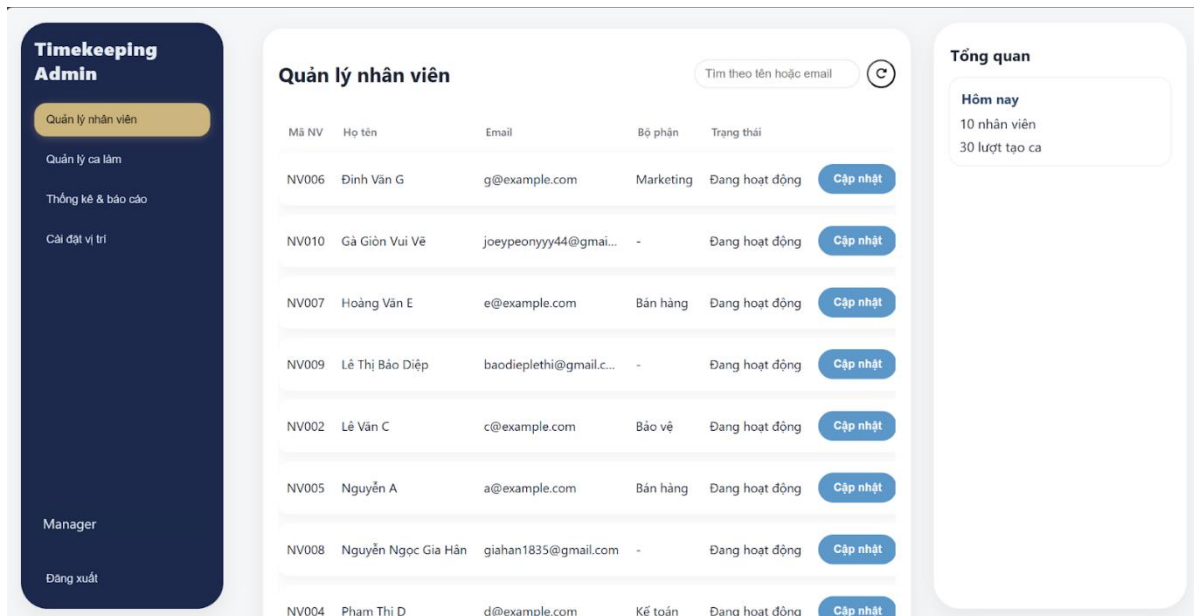 Timekeeping
Admin
Quản lý nhân viên
Quản lý ca làm
Thống kê & báo cáo
Cài đặt vị trí
Manager
Đăng xuất
Quản lý nhân viên
Tìm theo tên hoặc email
Mã NV Họ tên Email Bộ phận Trạng thái
NV006 Đinh Văn G g@example.com Marketing Đang hoạt động Cập nhật
NV010 Gà Giòn Vui Vẽ joeypeonyyy44@gmai... - Đang hoạt động Cập nhật
NV007 Hoàng Văn E e@example.com Bán hàng Đang hoạt động Cập nhật
NV009 Lê Thị Bảo Diệp baodieplethi@gmail.c... - Đang hoạt động Cập nhật
NV002 Lê Văn C c@example.com Bảo vệ Đang hoạt động Cập nhật
NV005 Nguyễn A a@example.com Bán hàng Đang hoạt động Cập nhật
NV008 Nguyễn Ngọc Gia Hân giahan1835@gmail.com - Đang hoạt động Cập nhật
NV004 Phạm Thị D d@example.com Kế toán Đang hoạt động Cập nhật
Tổng quan
Hôm nay
10 nhân viên
30 lượt tạo ca